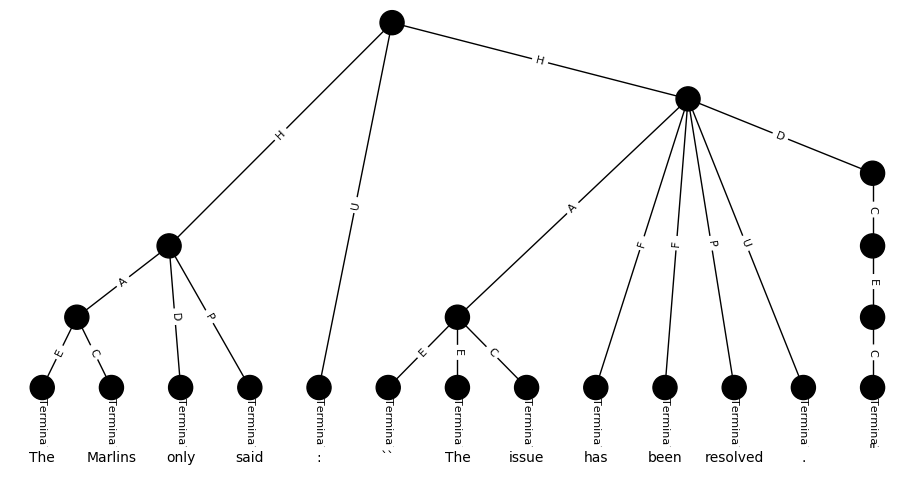 H
H
D
U
A
F
F
P
U
C
A
D
P
E
E
C
E
E
C
C
Terminal Terminal Terminal Terminal Terminal Terminal Terminal Terminal Terminal Terminal Terminal Terminal Terminal
The Marlins only said : `` The issue has been resolved .